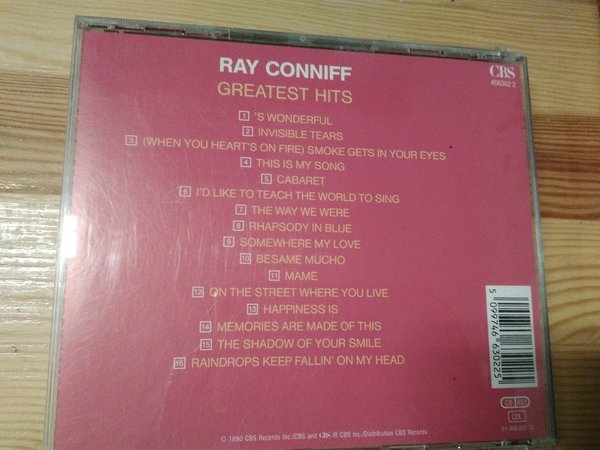 RAY CONNIFF
GREATEST HITS
CBS
466302 2
1 'S WONDERFUL
2 INVISIBLE TEARS
3 (WHEN YOU HEART'S ON FIRE) SMOKE GETS IN YOUR EYES
4 THIS IS MY SONG
5 CABARET
6 I'D LIKE TO TEACH THE WORLD TO SING
7 THE WAY WE WERE
8 RHAPSODY IN BLUE
9 SOMEWHERE MY LOVE
10 BESAME MUCHO
11 MAME
12 ON THE STREET WHERE YOU LIVE
13 HAPPINESS IS
14 MEMORIES ARE MADE OF THIS
15 THE SHADOW OF YOUR SMILE
16 RAINDROPS KEEP FALLIN' ON MY HEAD
5 099746 630225
© 1990 CBS Records Inc./CBS and CBS ® CBS Inc./Distribution CBS Records
01-466302-10